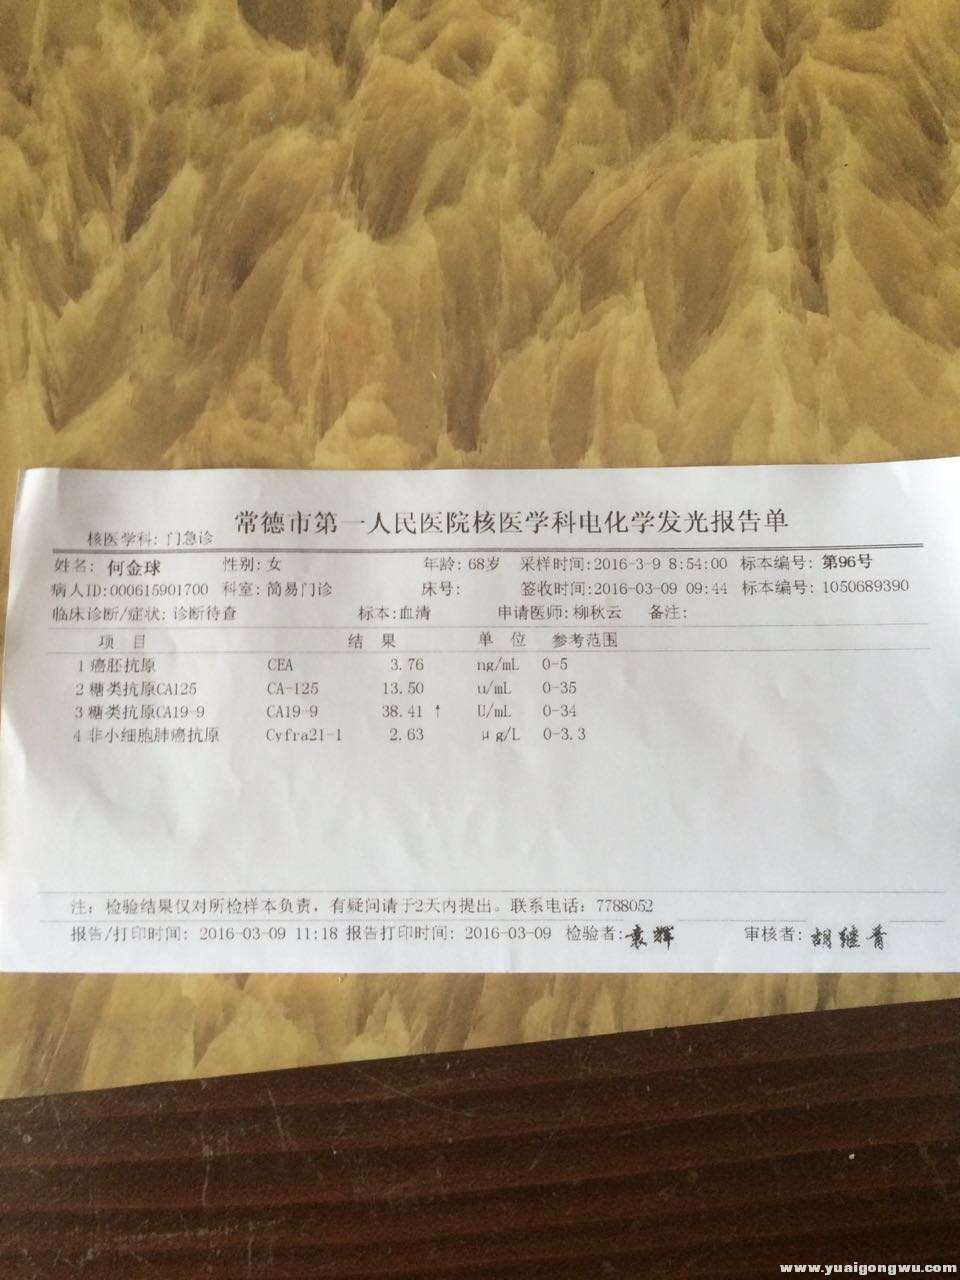 常德市第一人民医院核医学科电化学发光报告单
核医学科: 门急诊
姓名: 何金球 性别: 女 年龄: 68岁 采样时间:2016-3-9 8:54:00 标本编号: 第96号
病人ID:000615901700 科室: 简易门诊 床号: 签收时间:2016-03-09 09:44 标本编号: 1050689390
临床诊断/症状: 诊断待查 标本:血清 申请医师: 柳秋云 备注:
项 目 结 果 单 位 参考范围
1 癌胚抗原 CEA 3.76 ng/mL 0-5
2 糖类抗原CA125 CA-125 13.50 u/mL 0-35
3 糖类抗原CA19-9 CA19-9 38.41 ↑ U/mL 0-34
4 非小细胞肺癌抗原 Cyfra21-1 2.63 μg/L 0-3.3
注: 检验结果仅对所检样本负责, 有疑问请于2天内提出。联系电话: 7788052
报告/打印时间: 2016-03-09 11:18 报告打印时间: 2016-03-09 检验者:袁辉 审核者: 胡继青
www.yuaigongwu.com